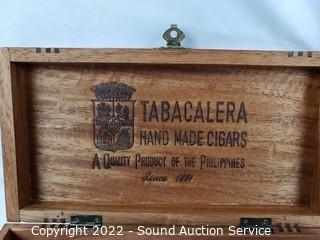 TABACALERA
HAND MADE CIGARS
A QUALITY PRODUCT OF THE PHILIPPINES
Since 1881
Copyright 2022 - Sound Auction Service